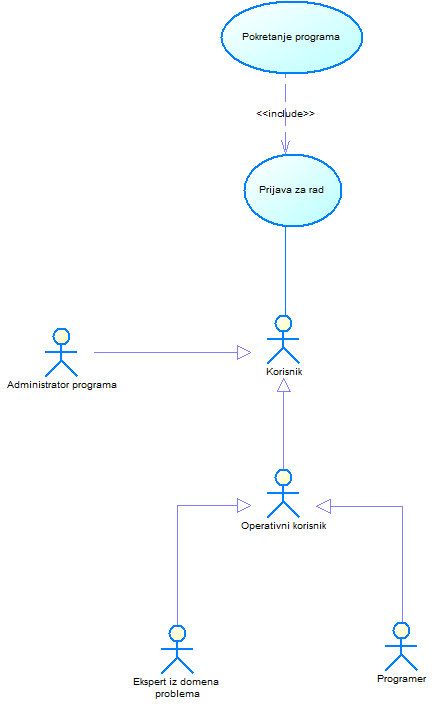 Pokretanje programa
<<include>>
Prijava za rad
Korisnik
Administrator programa
Operativni korisnik
Ekspert iz domena
problema
Programer